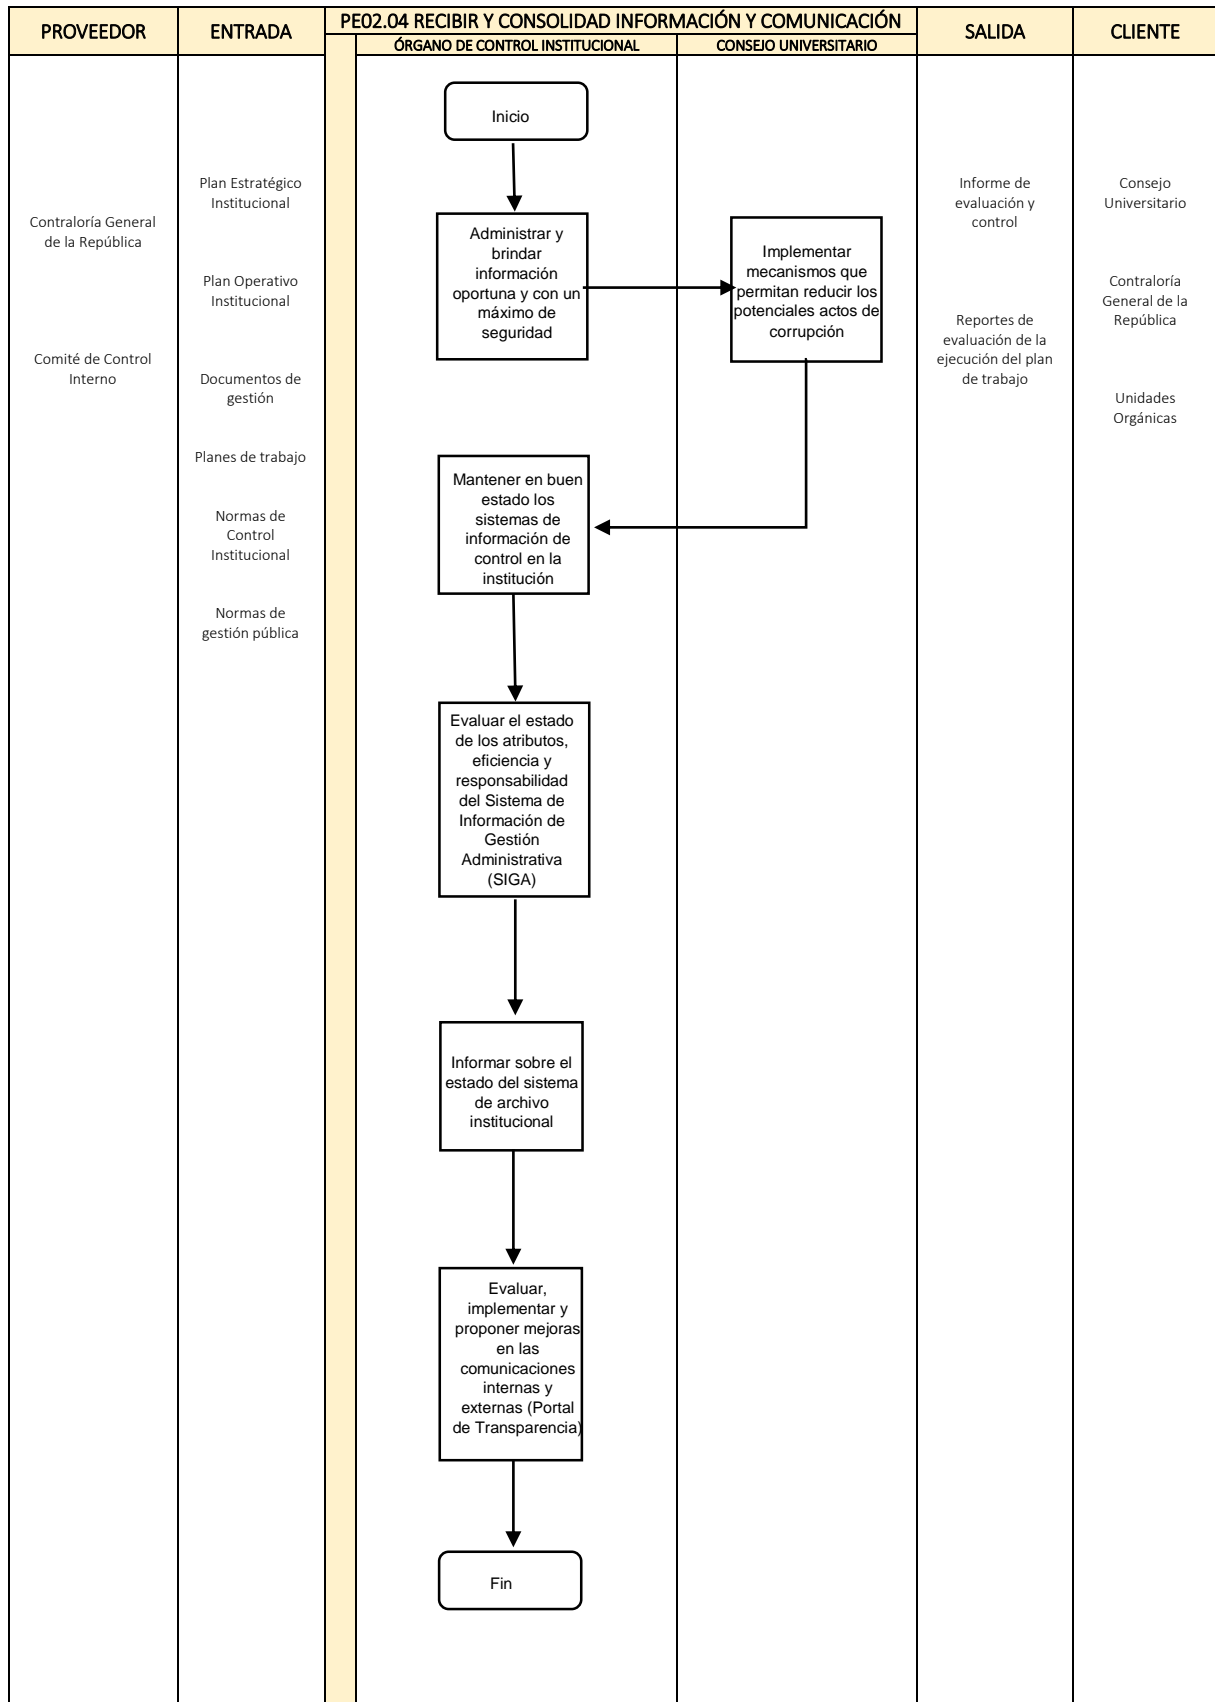 PROVEEDOR
ENTRADA
PE02.04 RECIBIR Y CONSOLIDAD INFORMACIÓN Y COMUNICACIÓN
ÓRGANO DE CONTROL INSTITUCIONAL
CONSEJO UNIVERSITARIO
SALIDA
CLIENTE
Contraloría General
de la República
Comité de Control
Interno
Plan Estratégico
Institucional
Plan Operativo
Institucional
Documentos de
gestión
Planes de trabajo
Normas de
Control
Institucional
Normas de
gestión pública
Inicio
Administrar y
brindar
información
oportuna y con un
máximo de
seguridad
Implementar
mecanismos que
permitan reducir los
potenciales actos de
corrupción
Mantener en buen
estado los
sistemas de
información de
control en la
institución
Evaluar el estado
de los atributos,
eficiencia y
responsabilidad
del Sistema de
Información de
Gestión
Administrativa
(SIGA)
Informar sobre el
estado del sistema
de archivo
institucional
Evaluar,
implementar y
proponer mejoras
en las
comunicaciones
internas y
externas (Portal
de Transparencia)
Fin
Informe de
evaluación y
control
Reportes de
evaluación de la
ejecución del plan
de trabajo
Consejo
Universitario
Contraloría
General de la
República
Unidades
Orgánicas